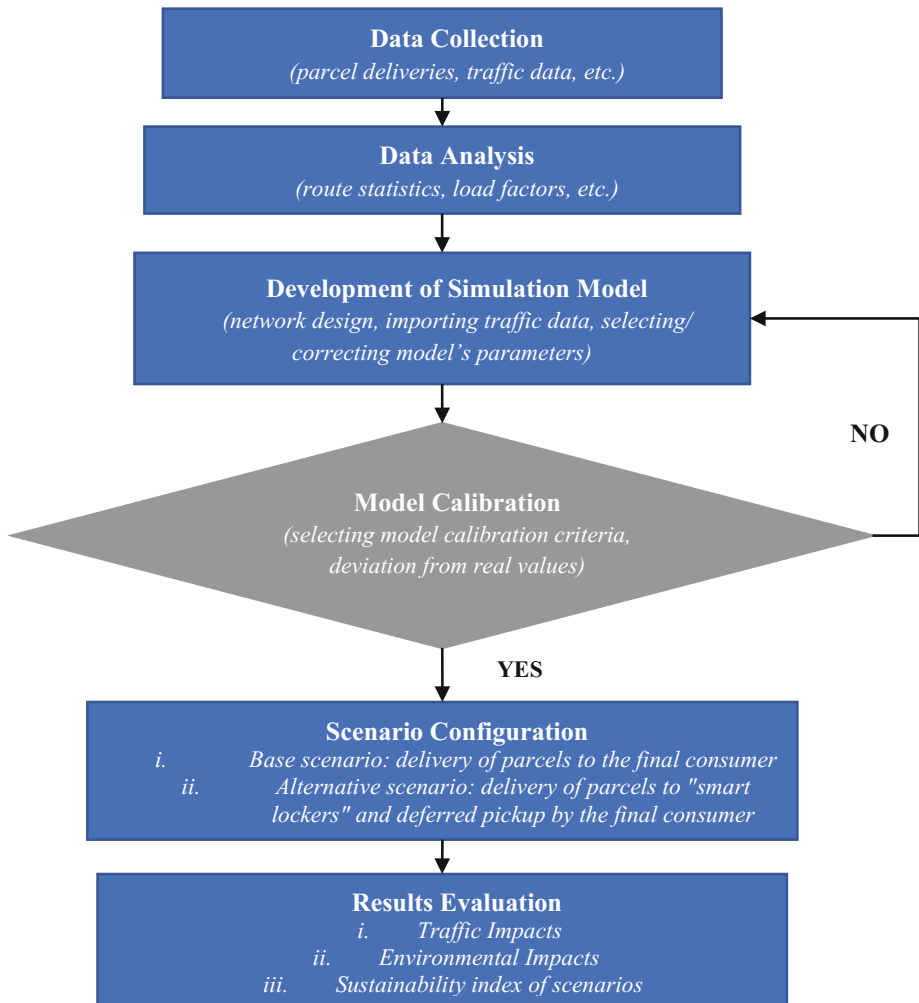 Data Collection
(parcel deliveries, traffic data, etc.)
Data Analysis
(route statistics, load factors, etc.)
Development of Simulation Model
(network design, importing traffic data, selecting/
correcting model's parameters)
NO
Model Calibration
(selecting model calibration criteria,
deviation from real values)
YES
Scenario Configuration
i. Base scenario: delivery of parcels to the final consumer
ii. Alternative scenario: delivery of parcels to "smart
lockers" and deferred pickup by the final consumer
Results Evaluation
i. Traffic Impacts
ii. Environmental Impacts
iii. Sustainability index of scenarios